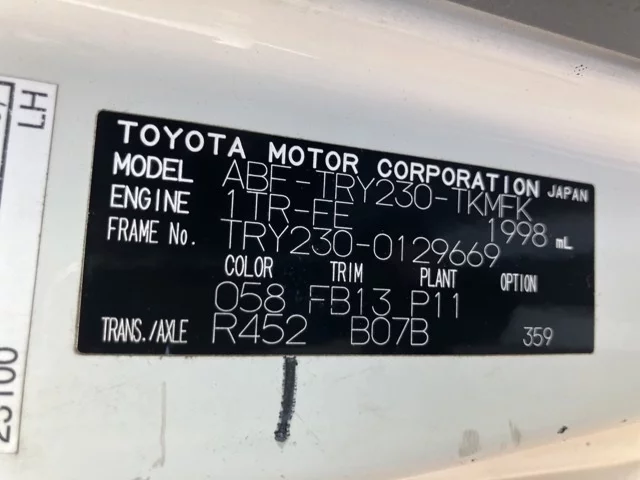 TOYOTA MOTOR CORPORATION JAPAN
MODEL ABF-TRY230-TKMFK
ENGINE 1TR-FE 1998 mL
FRAME No. TRY230-0129669
COLOR TRIM PLANT OPTION
058 FB13 P11
TRANS./AXLE R452 B07B 359
LH